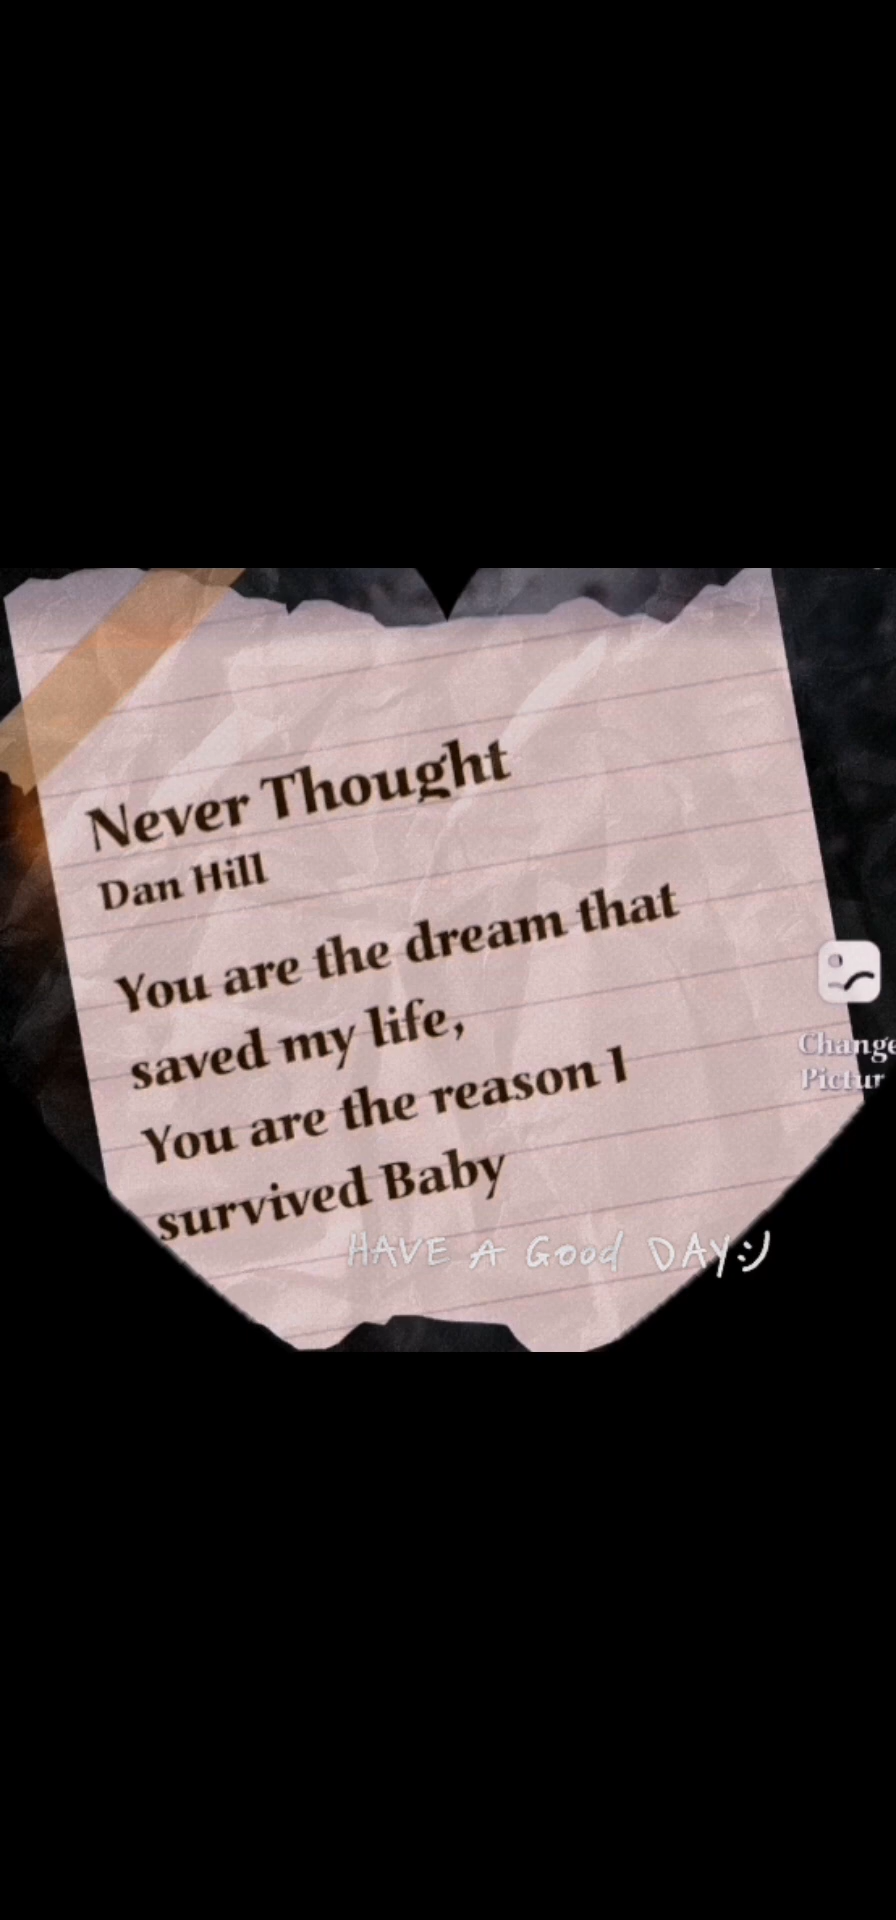 Never Thought
Dan Hill
You are the dream that
saved my life,
You are the reason I
survived Baby
Change
Pictur
HAVE A Good DAY:)